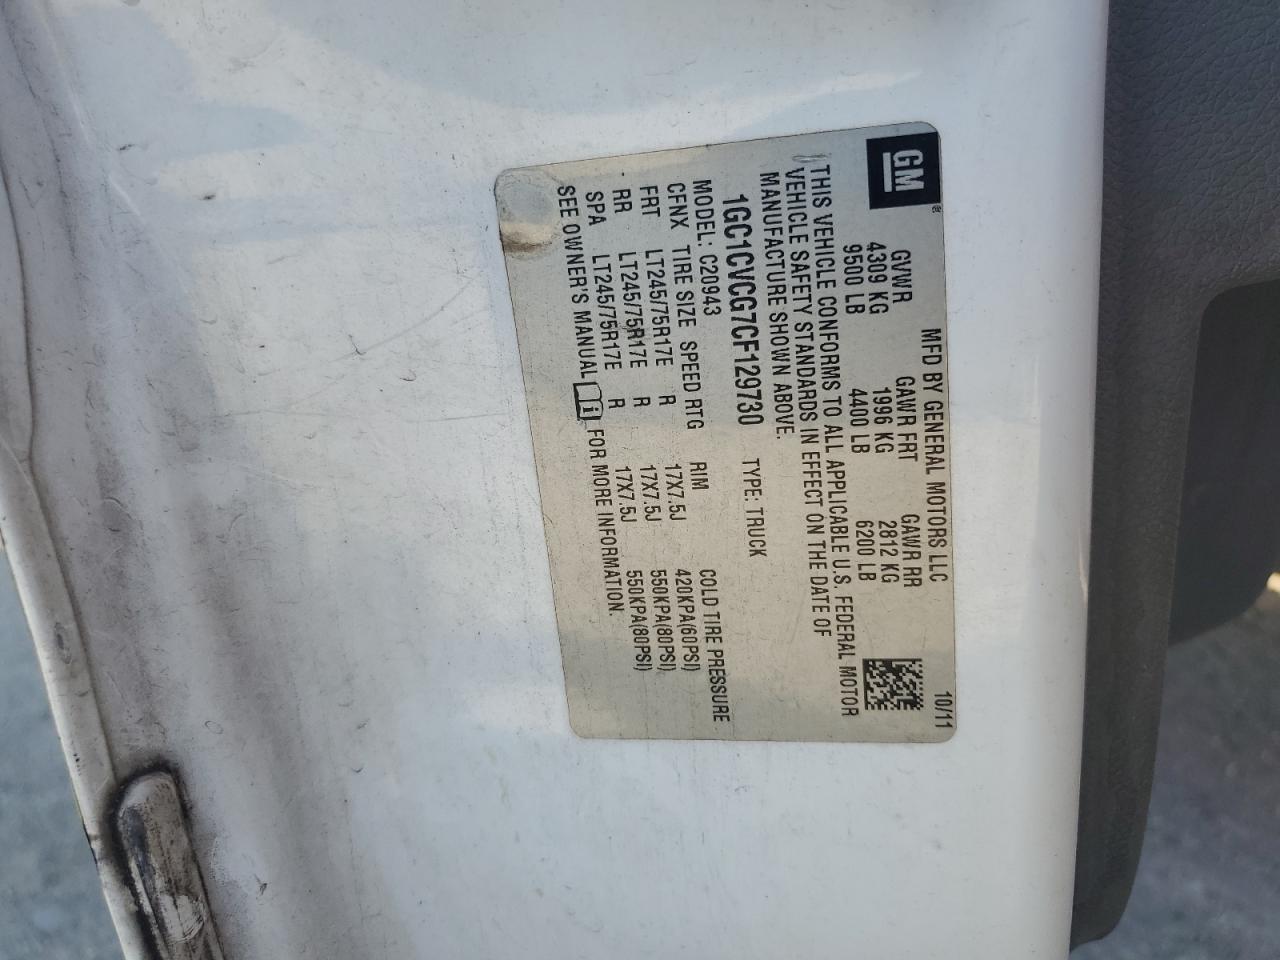 GM
MFD BY GENERAL MOTORS LLC 10/11
GVWR GAWR FRT GAWR RR
4309 KG 1996 KG 2812 KG
9500 LB 4400 LB 6200 LB
THIS VEHICLE CONFORMS TO ALL APPLICABLE U.S. FEDERAL MOTOR
VEHICLE SAFETY STANDARDS IN EFFECT ON THE DATE OF
MANUFACTURE SHOWN ABOVE.
1GC1CVCG7CF129730 TYPE: TRUCK
MODEL: C20943
CFNX TIRE SIZE SPEED RTG RIM COLD TIRE PRESSURE
FRT LT245/75R17E R 17X7.5J 420KPA(60PSI)
RR LT245/75R17E R 17X7.5J 550KPA(80PSI)
SPA LT245/75R17E R 17X7.5J 550KPA(80PSI)
SEE OWNER'S MANUAL FOR MORE INFORMATION.